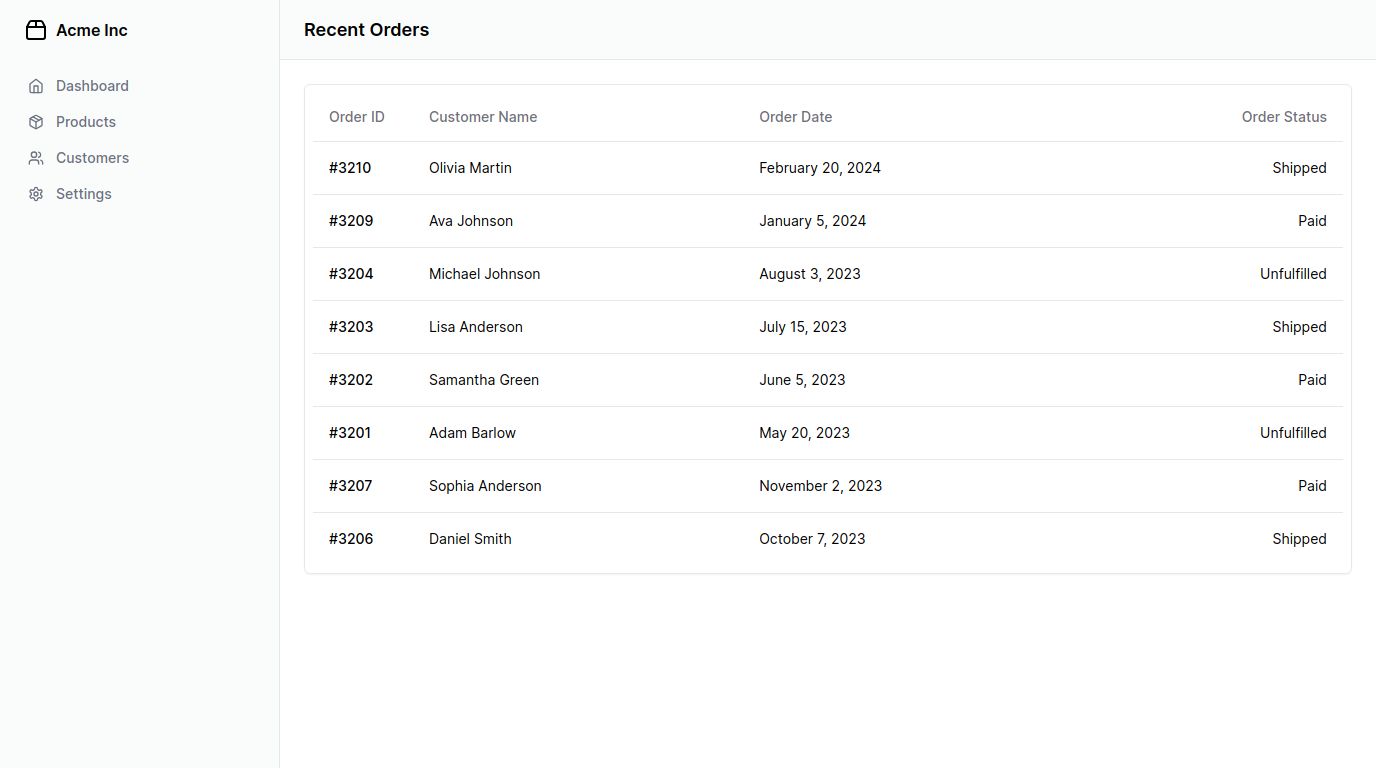 Acme Inc
Dashboard
Products
Customers
Settings
Recent Orders
Order ID Customer Name Order Date Order Status
#3210 Olivia Martin February 20, 2024 Shipped
#3209 Ava Johnson January 5, 2024 Paid
#3204 Michael Johnson August 3, 2023 Unfulfilled
#3203 Lisa Anderson July 15, 2023 Shipped
#3202 Samantha Green June 5, 2023 Paid
#3201 Adam Barlow May 20, 2023 Unfulfilled
#3207 Sophia Anderson November 2, 2023 Paid
#3206 Daniel Smith October 7, 2023 Shipped